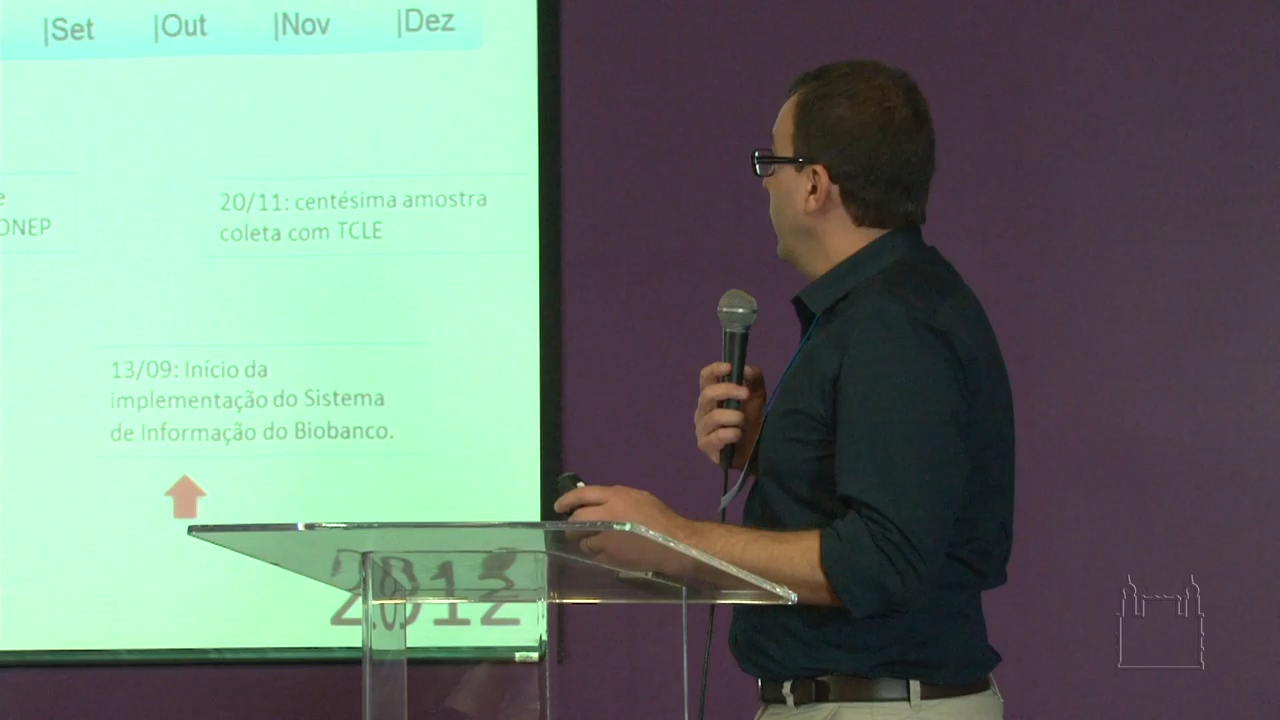 |Set |Out |Nov |Dez
e
ONEP
20/11: centésima amostra
coleta com TCLE
13/09: Início da
implementação do Sistema
de Informação do Biobanco.
2012